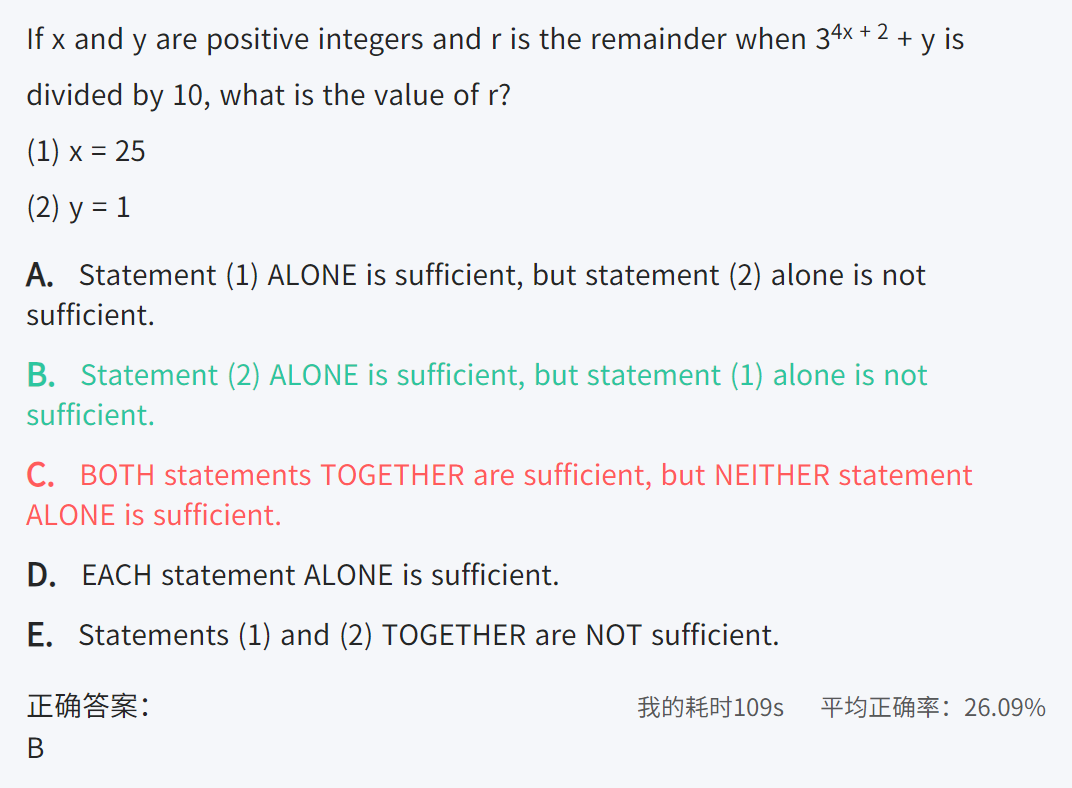 If x and y are positive integers and r is the remainder when 3^{4x + 2} + y is
divided by 10, what is the value of r?
(1) x = 25
(2) y = 1
A. Statement (1) ALONE is sufficient, but statement (2) alone is not
sufficient.
B. Statement (2) ALONE is sufficient, but statement (1) alone is not
sufficient.
C. BOTH statements TOGETHER are sufficient, but NEITHER statement
ALONE is sufficient.
D. EACH statement ALONE is sufficient.
E. Statements (1) and (2) TOGETHER are NOT sufficient.
正确答案： 我的耗时109s 平均正确率：26.09%
B